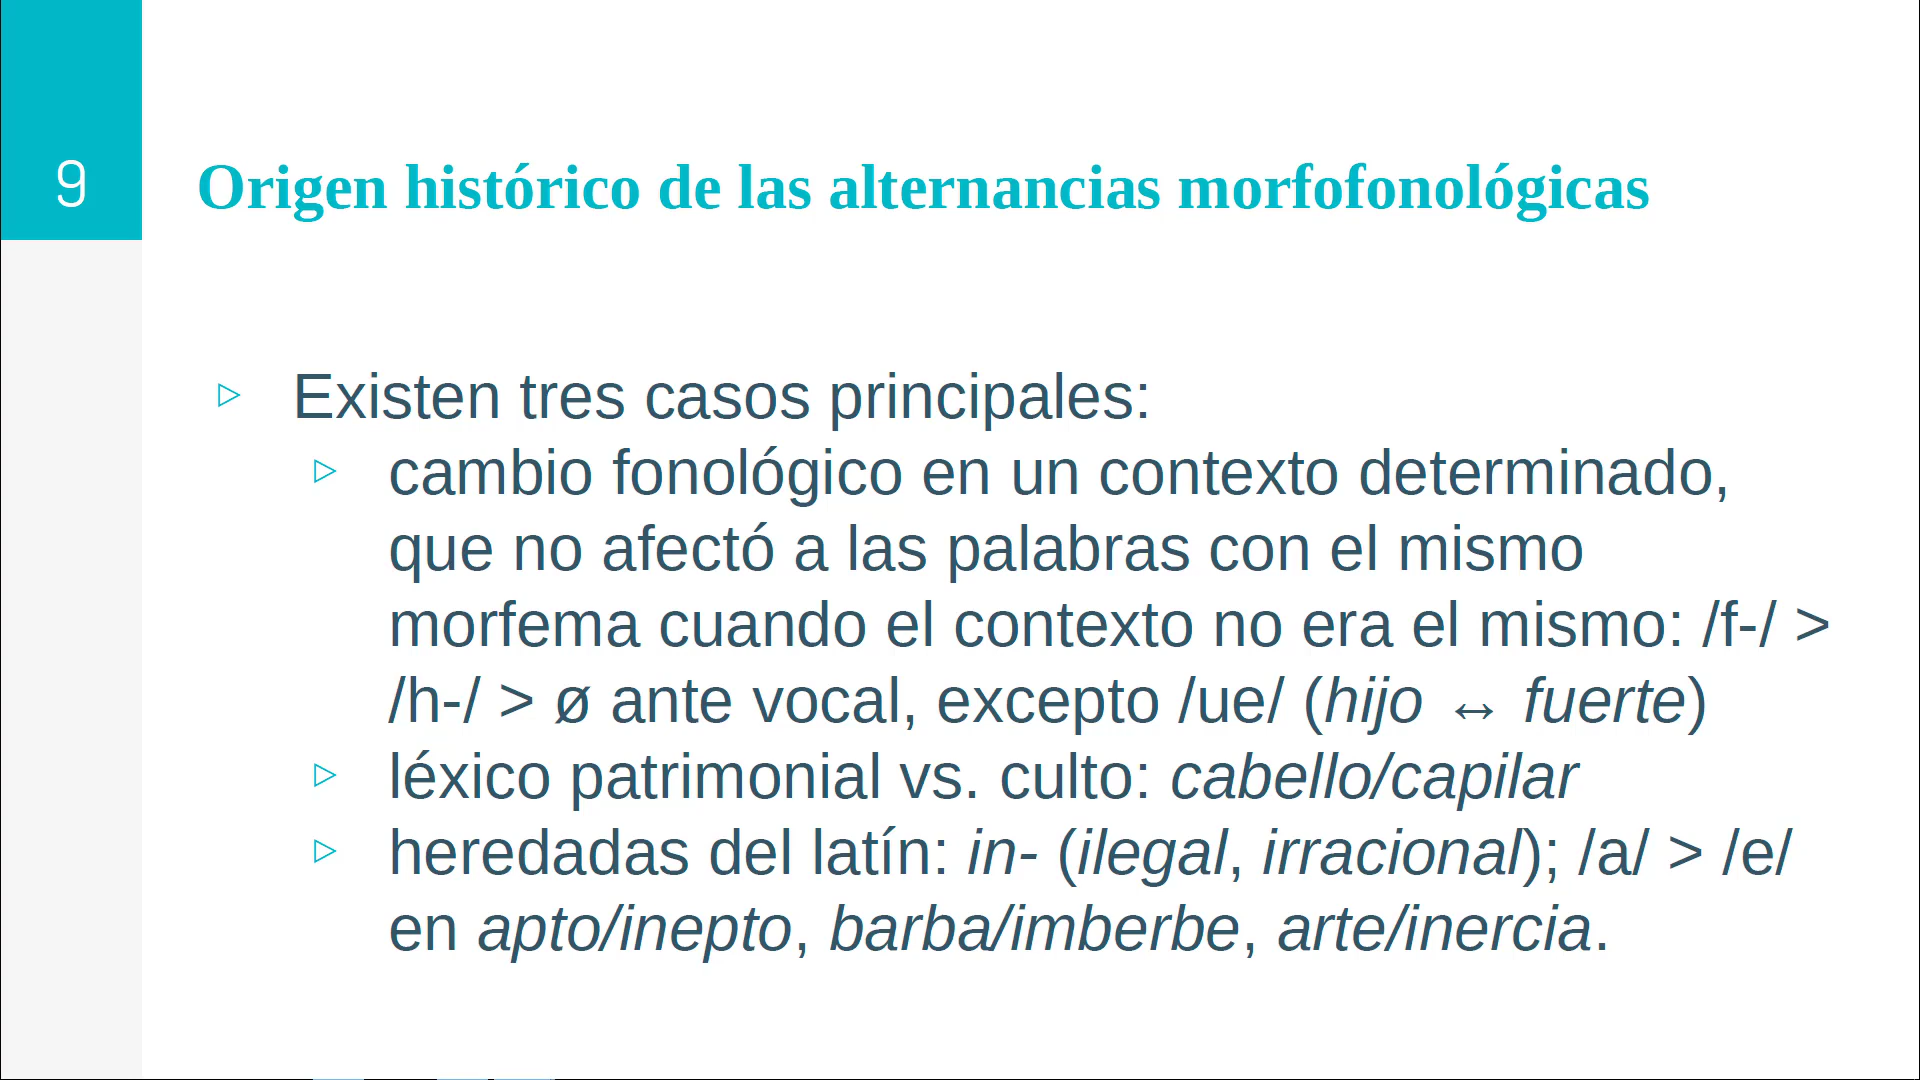 9
Origen histórico de las alternancias morfofonológicas
▷ Existen tres casos principales:
▷ cambio fonológico en un contexto determinado,
que no afectó a las palabras con el mismo
morfema cuando el contexto no era el mismo: /f-/ >
/h-/ > ø ante vocal, excepto /ue/ (hijo ↔ fuerte)
▷ léxico patrimonial vs. culto: cabello/capilar
▷ heredadas del latín: in- (ilegal, irracional); /a/ > /e/
en apto/inepto, barba/imberbe, arte/inercia.